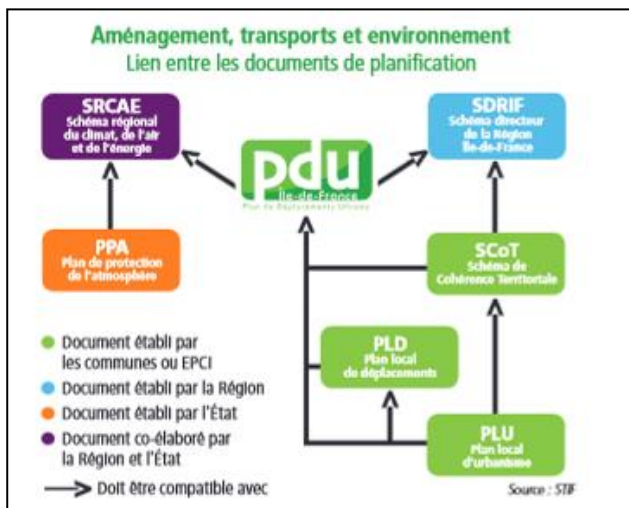 Aménagement, transports et environnement
Lien entre les documents de planification
SRCAE
Schéma régional
du climat, de l'air
et de l'énergie
SDRIF
Schéma directeur
de la Région
Île-de-France
pdu
Île-de-France
Plan de Déplacements Urbains
PPA
Plan de protection
de l'atmosphère
SCoT
Schéma de
Cohérence Territoriale
PLD
Plan local
de déplacements
PLU
Plan local
d'urbanisme
Document établi par
les communes ou EPCI
Document établi par la Région
Document établi par l'État
Document co-élaboré par
la Région et l'État
Doit être compatible avec
Source : STIF